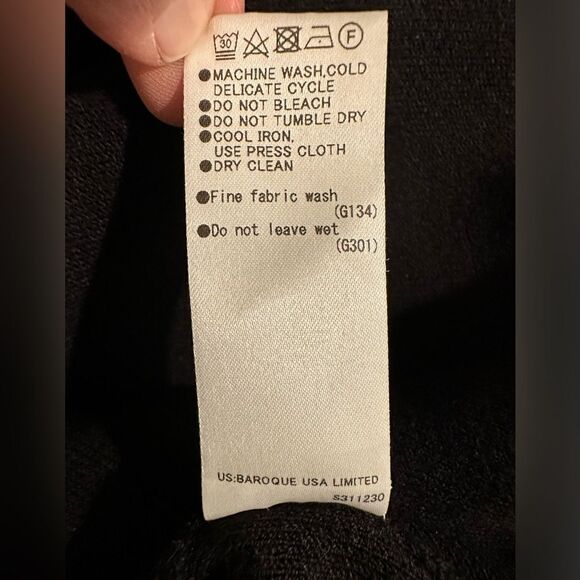 30 F
●MACHINE WASH,COLD
DELICATE CYCLE
●DO NOT BLEACH
●DO NOT TUMBLE DRY
●COOL IRON,
USE PRESS CLOTH
●DRY CLEAN
●Fine fabric wash
(G134)
●Do not leave wet
(G301)
US:BAROQUE USA LIMITED
S311230